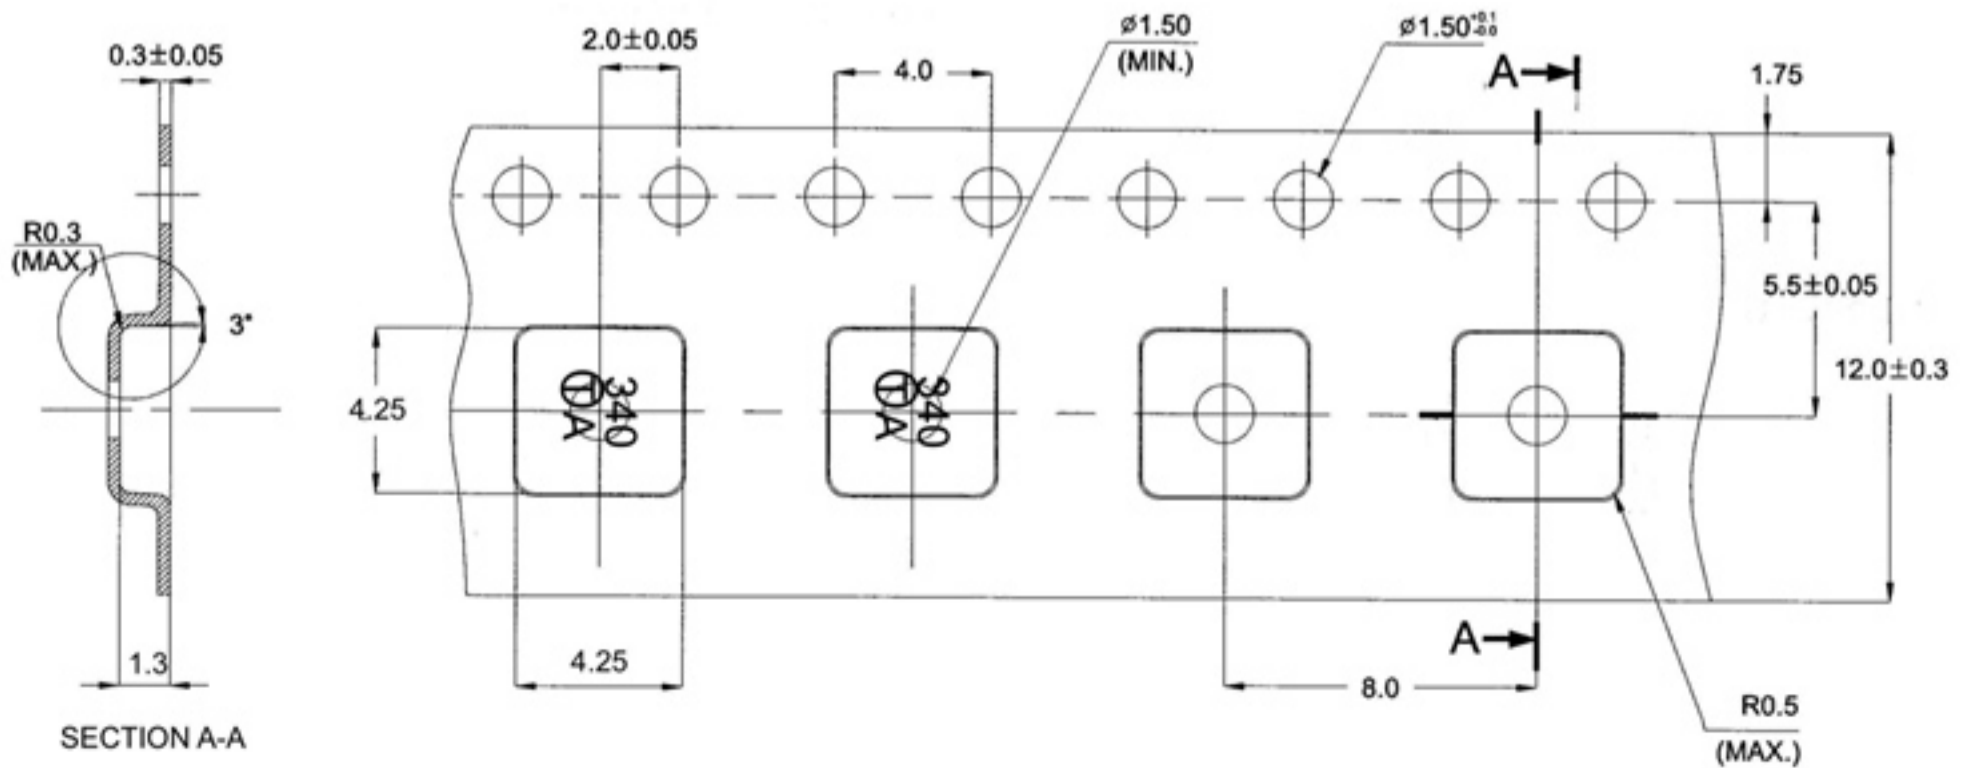 0.3±0.05
2.0±0.05
4.0
ø1.50
(MIN.)
ø1.50+0.1
-0.0
A
1.75
R0.3
(MAX.)
3°
5.5±0.05
12.0±0.3
4.25
340
T A
340
T A
1.3
4.25
A
8.0
R0.5
(MAX.)
SECTION A-A